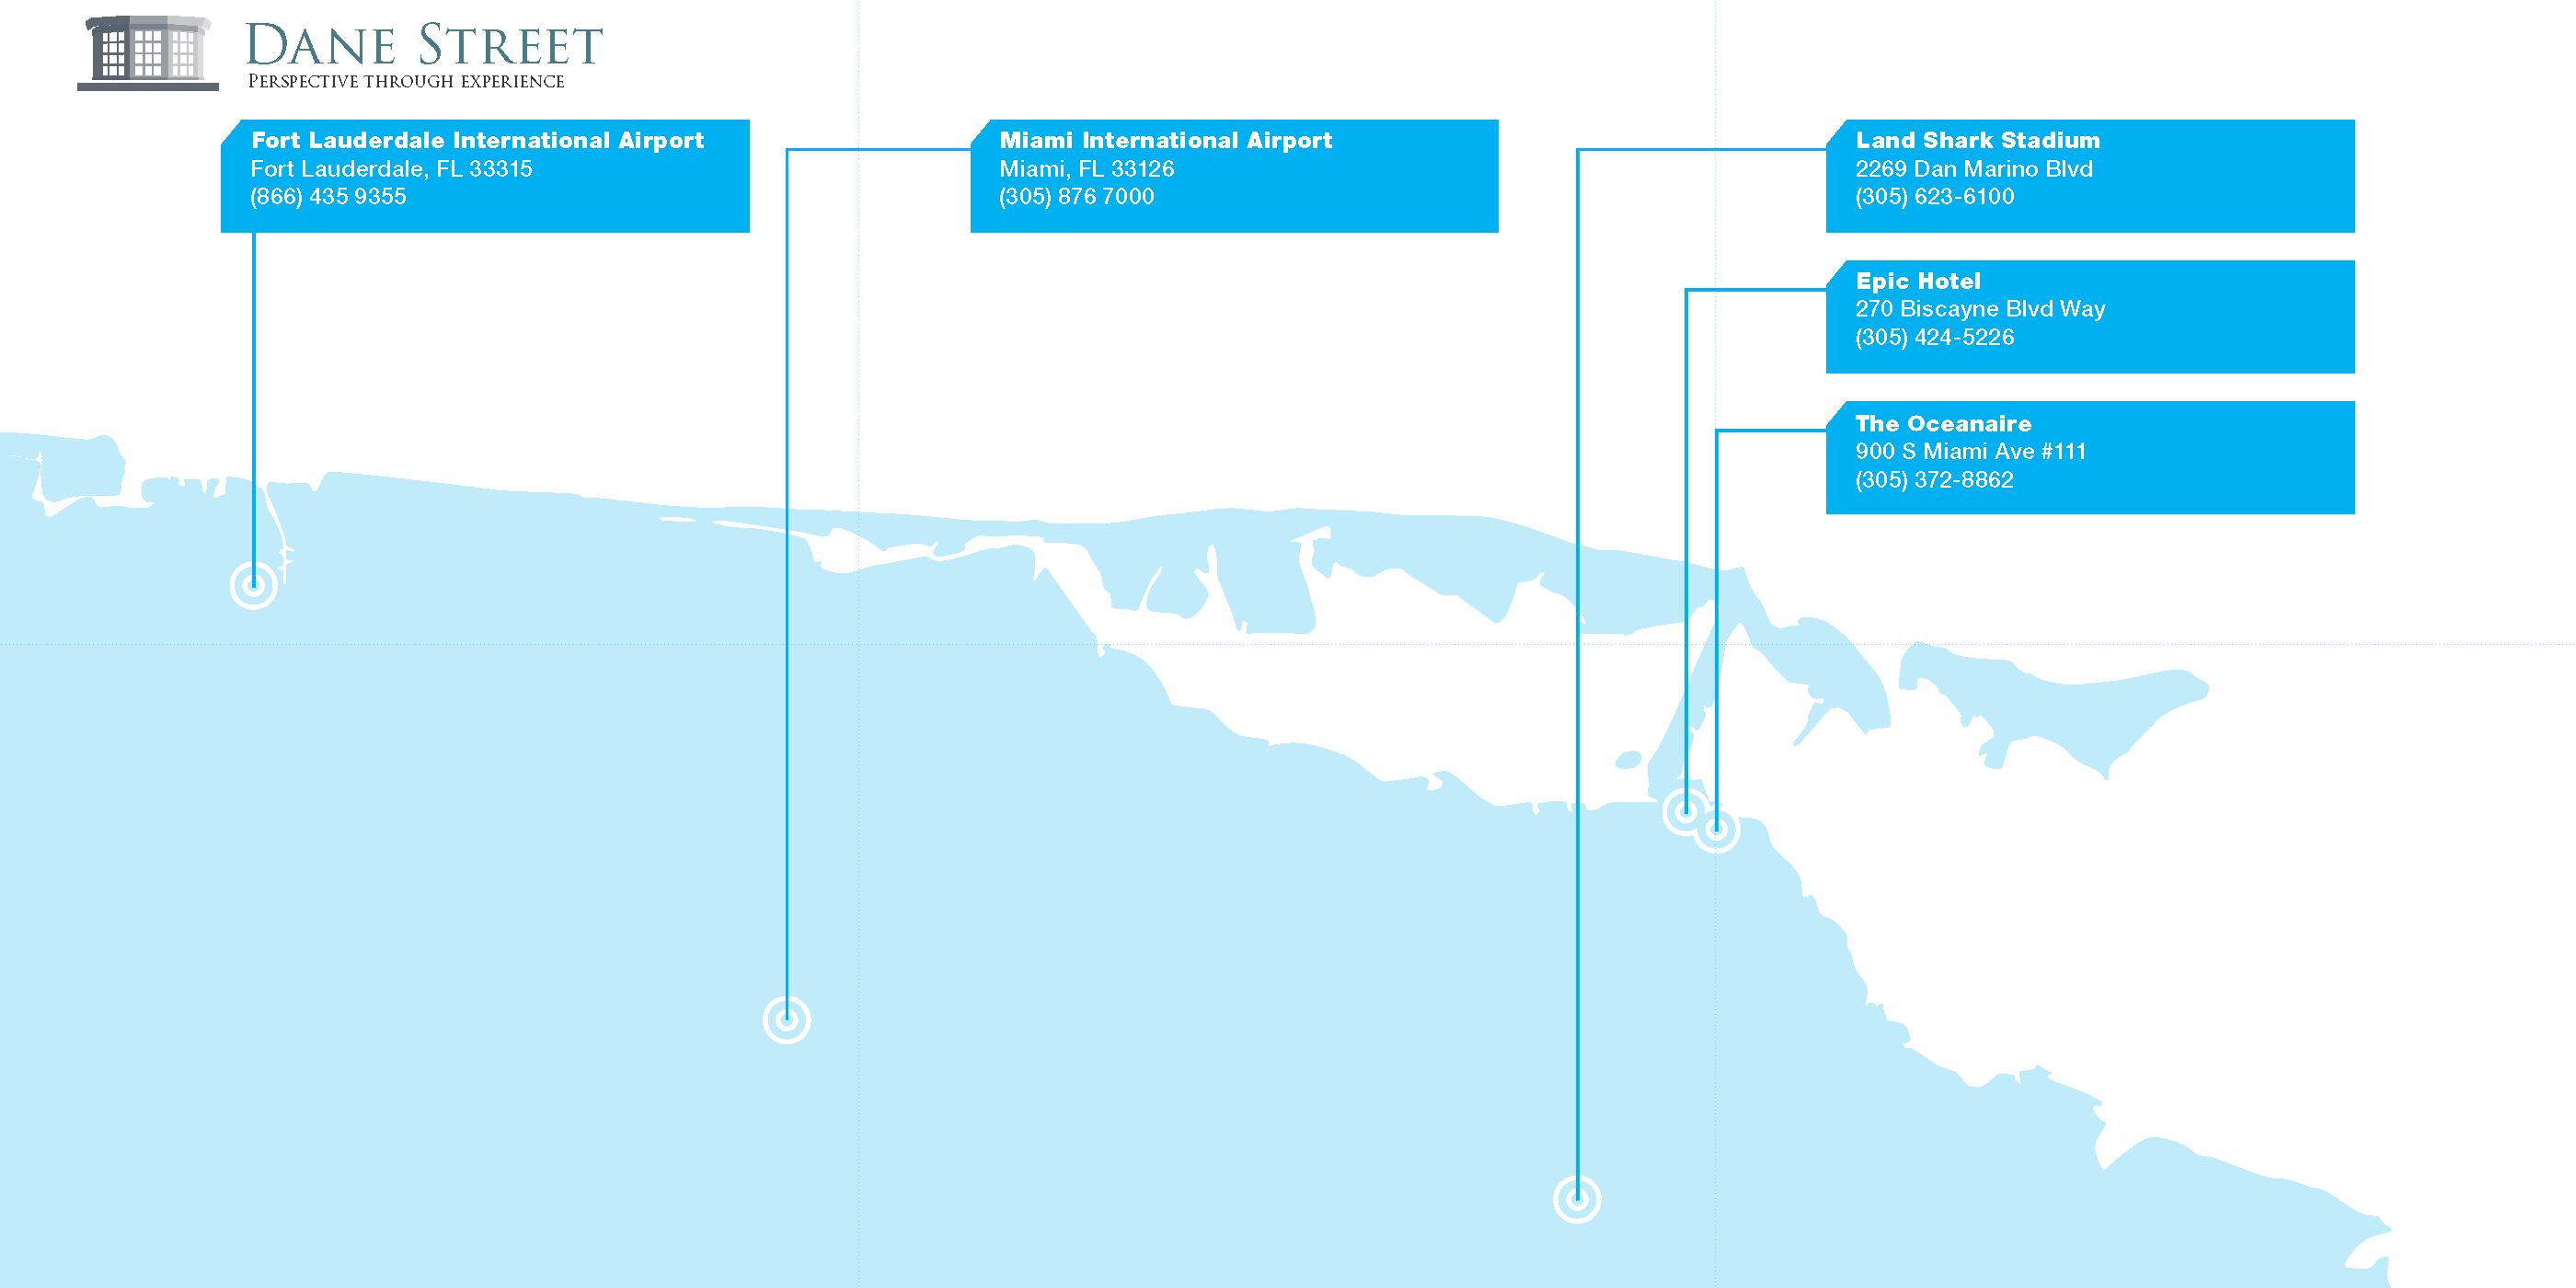 DANE STREET
PERSPECTIVE THROUGH EXPERIENCE
Fort Lauderdale International Airport
Fort Lauderdale, FL 33315
(866) 435 9355
Miami International Airport
Miami, FL 33126
(305) 876 7000
Land Shark Stadium
2269 Dan Marino Blvd
(305) 623-6100
Epic Hotel
270 Biscayne Blvd Way
(305) 424-5226
The Oceanaire
900 S Miami Ave #111
(305) 372-8862